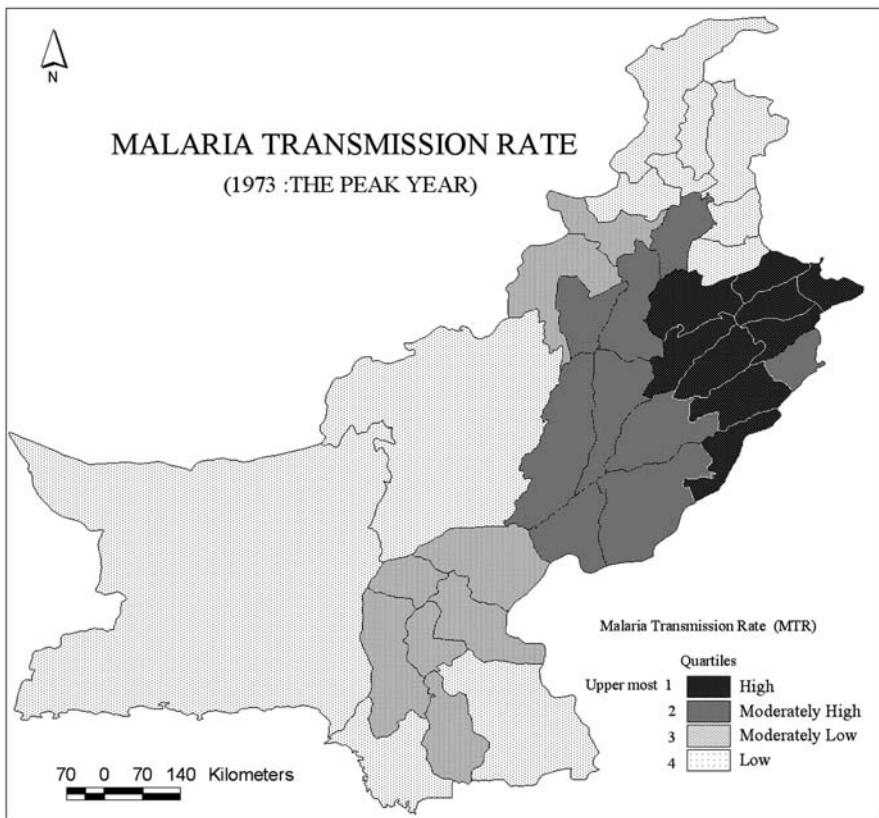 N
MALARIA TRANSMISSION RATE
(1973 :THE PEAK YEAR)
Malaria Transmission Rate (MTR)
Quartiles
Upper most 1 High
2 Moderately High
3 Moderately Low
4 Low
70 0 70 140 Kilometers